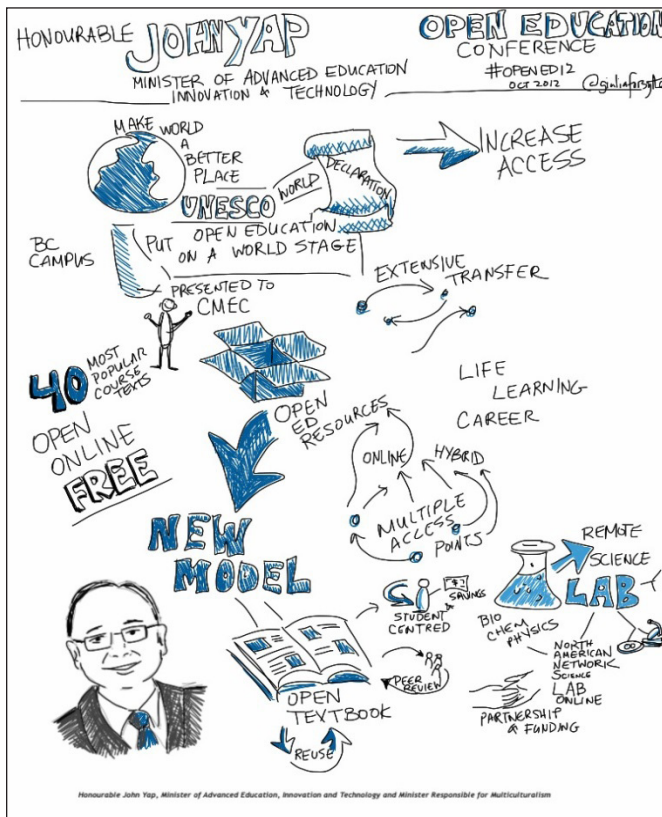 HONOURABLE JOHN YAP
MINISTER OF ADVANCED EDUCATION
INNOVATION & TECHNOLOGY
OPEN EDUCATION
CONFERENCE
#OPENED12
OCT 2012
MAKE WORLD
A
BETTER
PLACE
UNESCO WORLD DECLARATION
INCREASE
ACCESS
BC
CAMPUS
PUT OPEN EDUCATION
ON A WORLD STAGE
PRESENTED TO
CMEC
EXTENSIVE
TRANSFER
40 MOST
POPULAR
COURSE
TEXTS
OPEN
ONLINE
FREE
OPEN
ED
RESOURCES
LIFE
LEARNING
CAREER
ONLINE
HYBRID
MULTIPLE
ACCESS
POINTS
NEW
MODEL
REMOTE
SCIENCE
LAB
BIO
CHEM
PHYSICS
NORTH
AMERICAN
NETWORK
SCIENCE
LAB
ONLINE
STUDENT
CENTRED
SAVINGS
PEER
REVIEW
OPEN
TEXTBOOK
REUSE
PARTNERSHIP
& FUNDING
Honourable John Yap, Minister of Advanced Education, Innovation and Technology and Minister Responsible for Multiculturalism